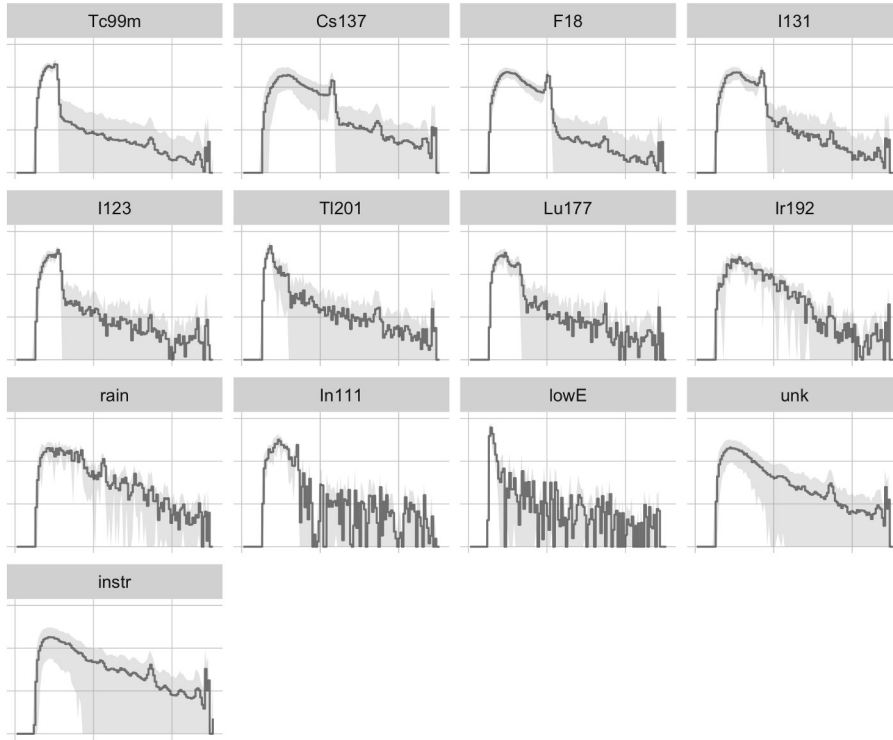 Tc99m Cs137 F18 I131
I123 Tl201 Lu177 Ir192
rain In111 lowE unk
instr